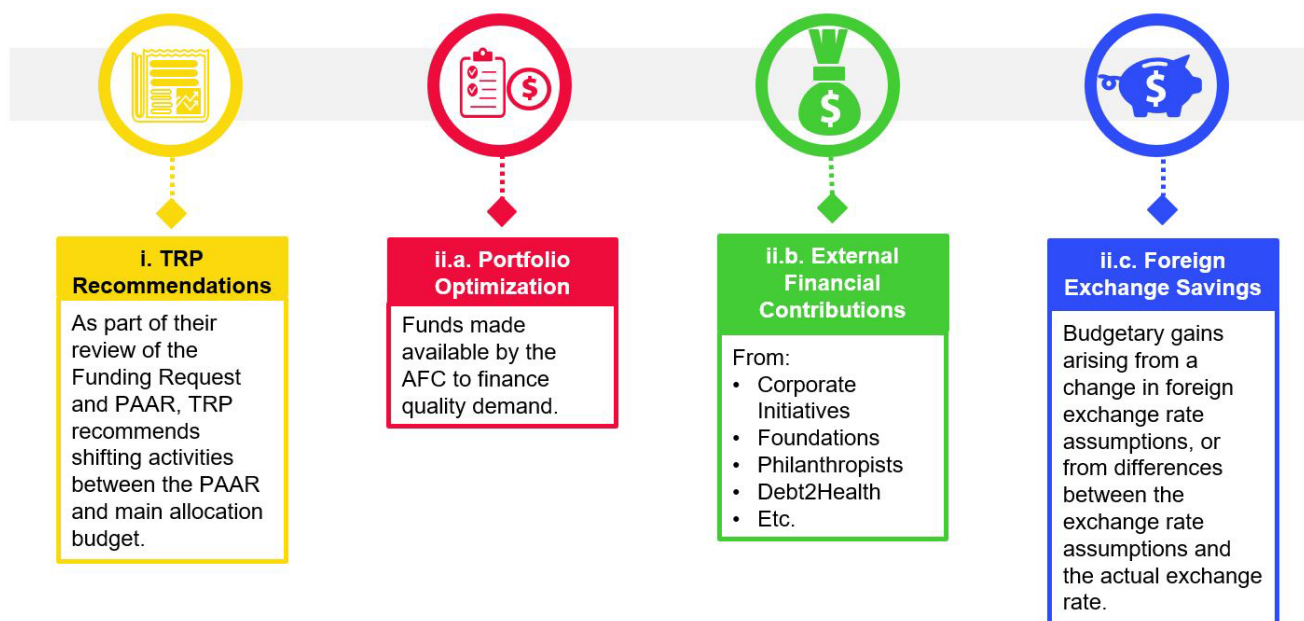 i. TRP
Recommendations
As part of their
review of the
Funding Request
and PAAR, TRP
recommends
shifting activities
between the PAAR
and main allocation
budget.
ii.a. Portfolio
Optimization
Funds made
available by the
AFC to finance
quality demand.
ii.b. External
Financial
Contributions
From:
• Corporate
Initiatives
• Foundations
• Philanthropists
• Debt2Health
• Etc.
ii.c. Foreign
Exchange Savings
Budgetary gains
arising from a
change in foreign
exchange rate
assumptions, or
from differences
between the
exchange rate
assumptions and
the actual exchange
rate.